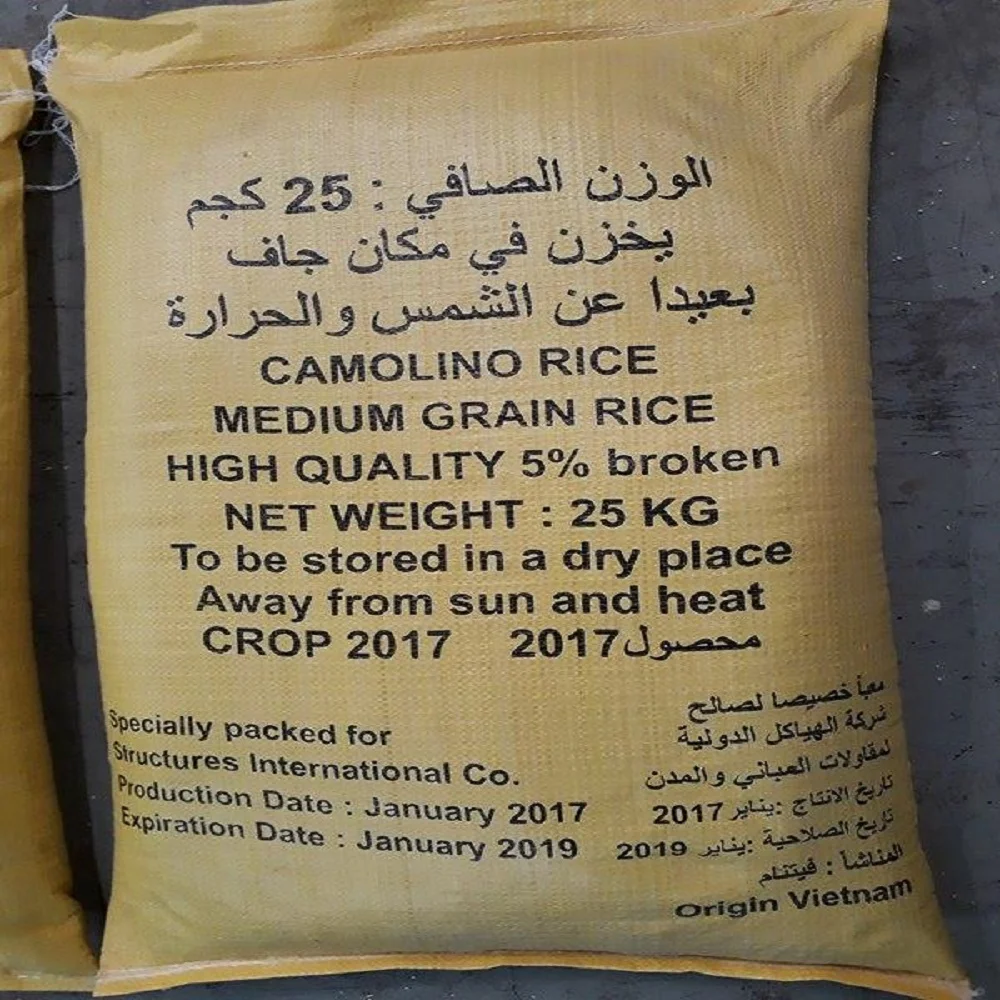 الوزن الصافي : 25 كجم
يخزن في مكان جاف
بعيدا عن الشمس والحرارة
CAMOLINO RICE
MEDIUM GRAIN RICE
HIGH QUALITY 5% broken
NET WEIGHT : 25 KG
To be stored in a dry place
Away from sun and heat
CROP 2017 محصول 2017
Specially packed for
Structures International Co.
Production Date : January 2017
Expiration Date : January 2019
معبأ خصيصا لصالح
شركة الهياكل الدولية
لمقاولات المباني والمدن
تاريخ الانتاج :يناير 2017
تاريخ الصلاحية :يناير 2019
المناشأ : فيتنام
Origin Vietnam